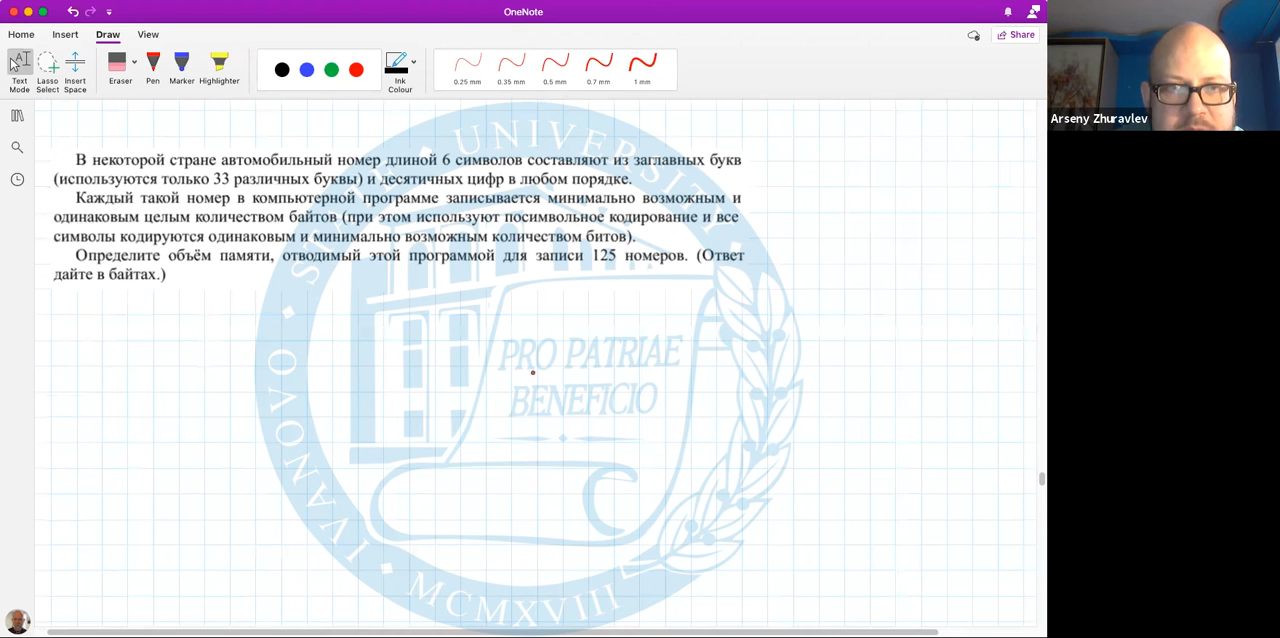 OneNote
Home Insert Draw View
Share
Text Mode
Lasso Select
Insert Space
Eraser
Pen
Marker
Highlighter
Ink Colour
0.25 mm
0.35 mm
0.5 mm
0.7 mm
1 mm
Arseny Zhuravlev
В некоторой стране автомобильный номер длиной 6 символов составляют из заглавных букв
(используются только 33 различных буквы) и десятичных цифр в любом порядке.
Каждый такой номер в компьютерной программе записывается минимально возможным и
одинаковым целым количеством байтов (при этом используют посимвольное кодирование и все
символы кодируются одинаковым и минимально возможным количеством битов).
Определите объём памяти, отводимый этой программой для записи 125 номеров. (Ответ
дайте в байтах.)
IVANOVO STATE UNIVERSITY
PRO PATRIAE
BENEFICIO
MCMXVIII